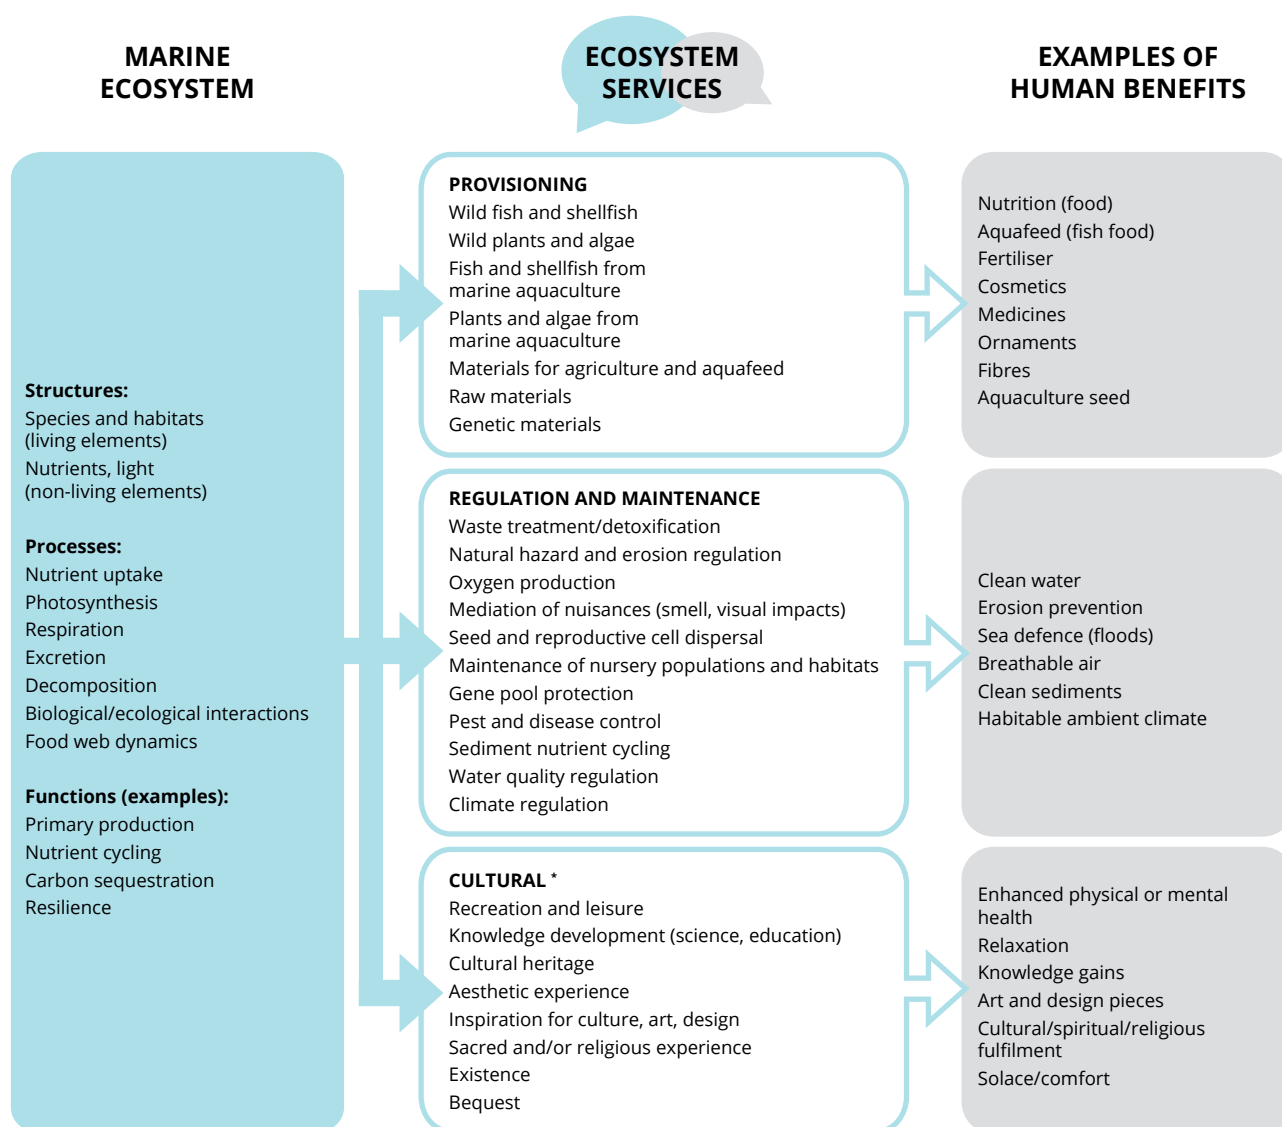 MARINE
ECOSYSTEM
ECOSYSTEM
SERVICES
EXAMPLES OF
HUMAN BENEFITS
Structures:
Species and habitats
(living elements)
Nutrients, light
(non-living elements)
Processes:
Nutrient uptake
Photosynthesis
Respiration
Excretion
Decomposition
Biological/ecological interactions
Food web dynamics
Functions (examples):
Primary production
Nutrient cycling
Carbon sequestration
Resilience
PROVISIONING
Wild fish and shellfish
Wild plants and algae
Fish and shellfish from
marine aquaculture
Plants and algae from
marine aquaculture
Materials for agriculture and aquafeed
Raw materials
Genetic materials
Nutrition (food)
Aquafeed (fish food)
Fertiliser
Cosmetics
Medicines
Ornaments
Fibres
Aquaculture seed
REGULATION AND MAINTENANCE
Waste treatment/detoxification
Natural hazard and erosion regulation
Oxygen production
Mediation of nuisances (smell, visual impacts)
Seed and reproductive cell dispersal
Maintenance of nursery populations and habitats
Gene pool protection
Pest and disease control
Sediment nutrient cycling
Water quality regulation
Climate regulation
Clean water
Erosion prevention
Sea defence (floods)
Breathable air
Clean sediments
Habitable ambient climate
CULTURAL *
Recreation and leisure
Knowledge development (science, education)
Cultural heritage
Aesthetic experience
Inspiration for culture, art, design
Sacred and/or religious experience
Existence
Bequest
Enhanced physical or mental
health
Relaxation
Knowledge gains
Art and design pieces
Cultural/spiritual/religious
fulfilment
Solace/comfort